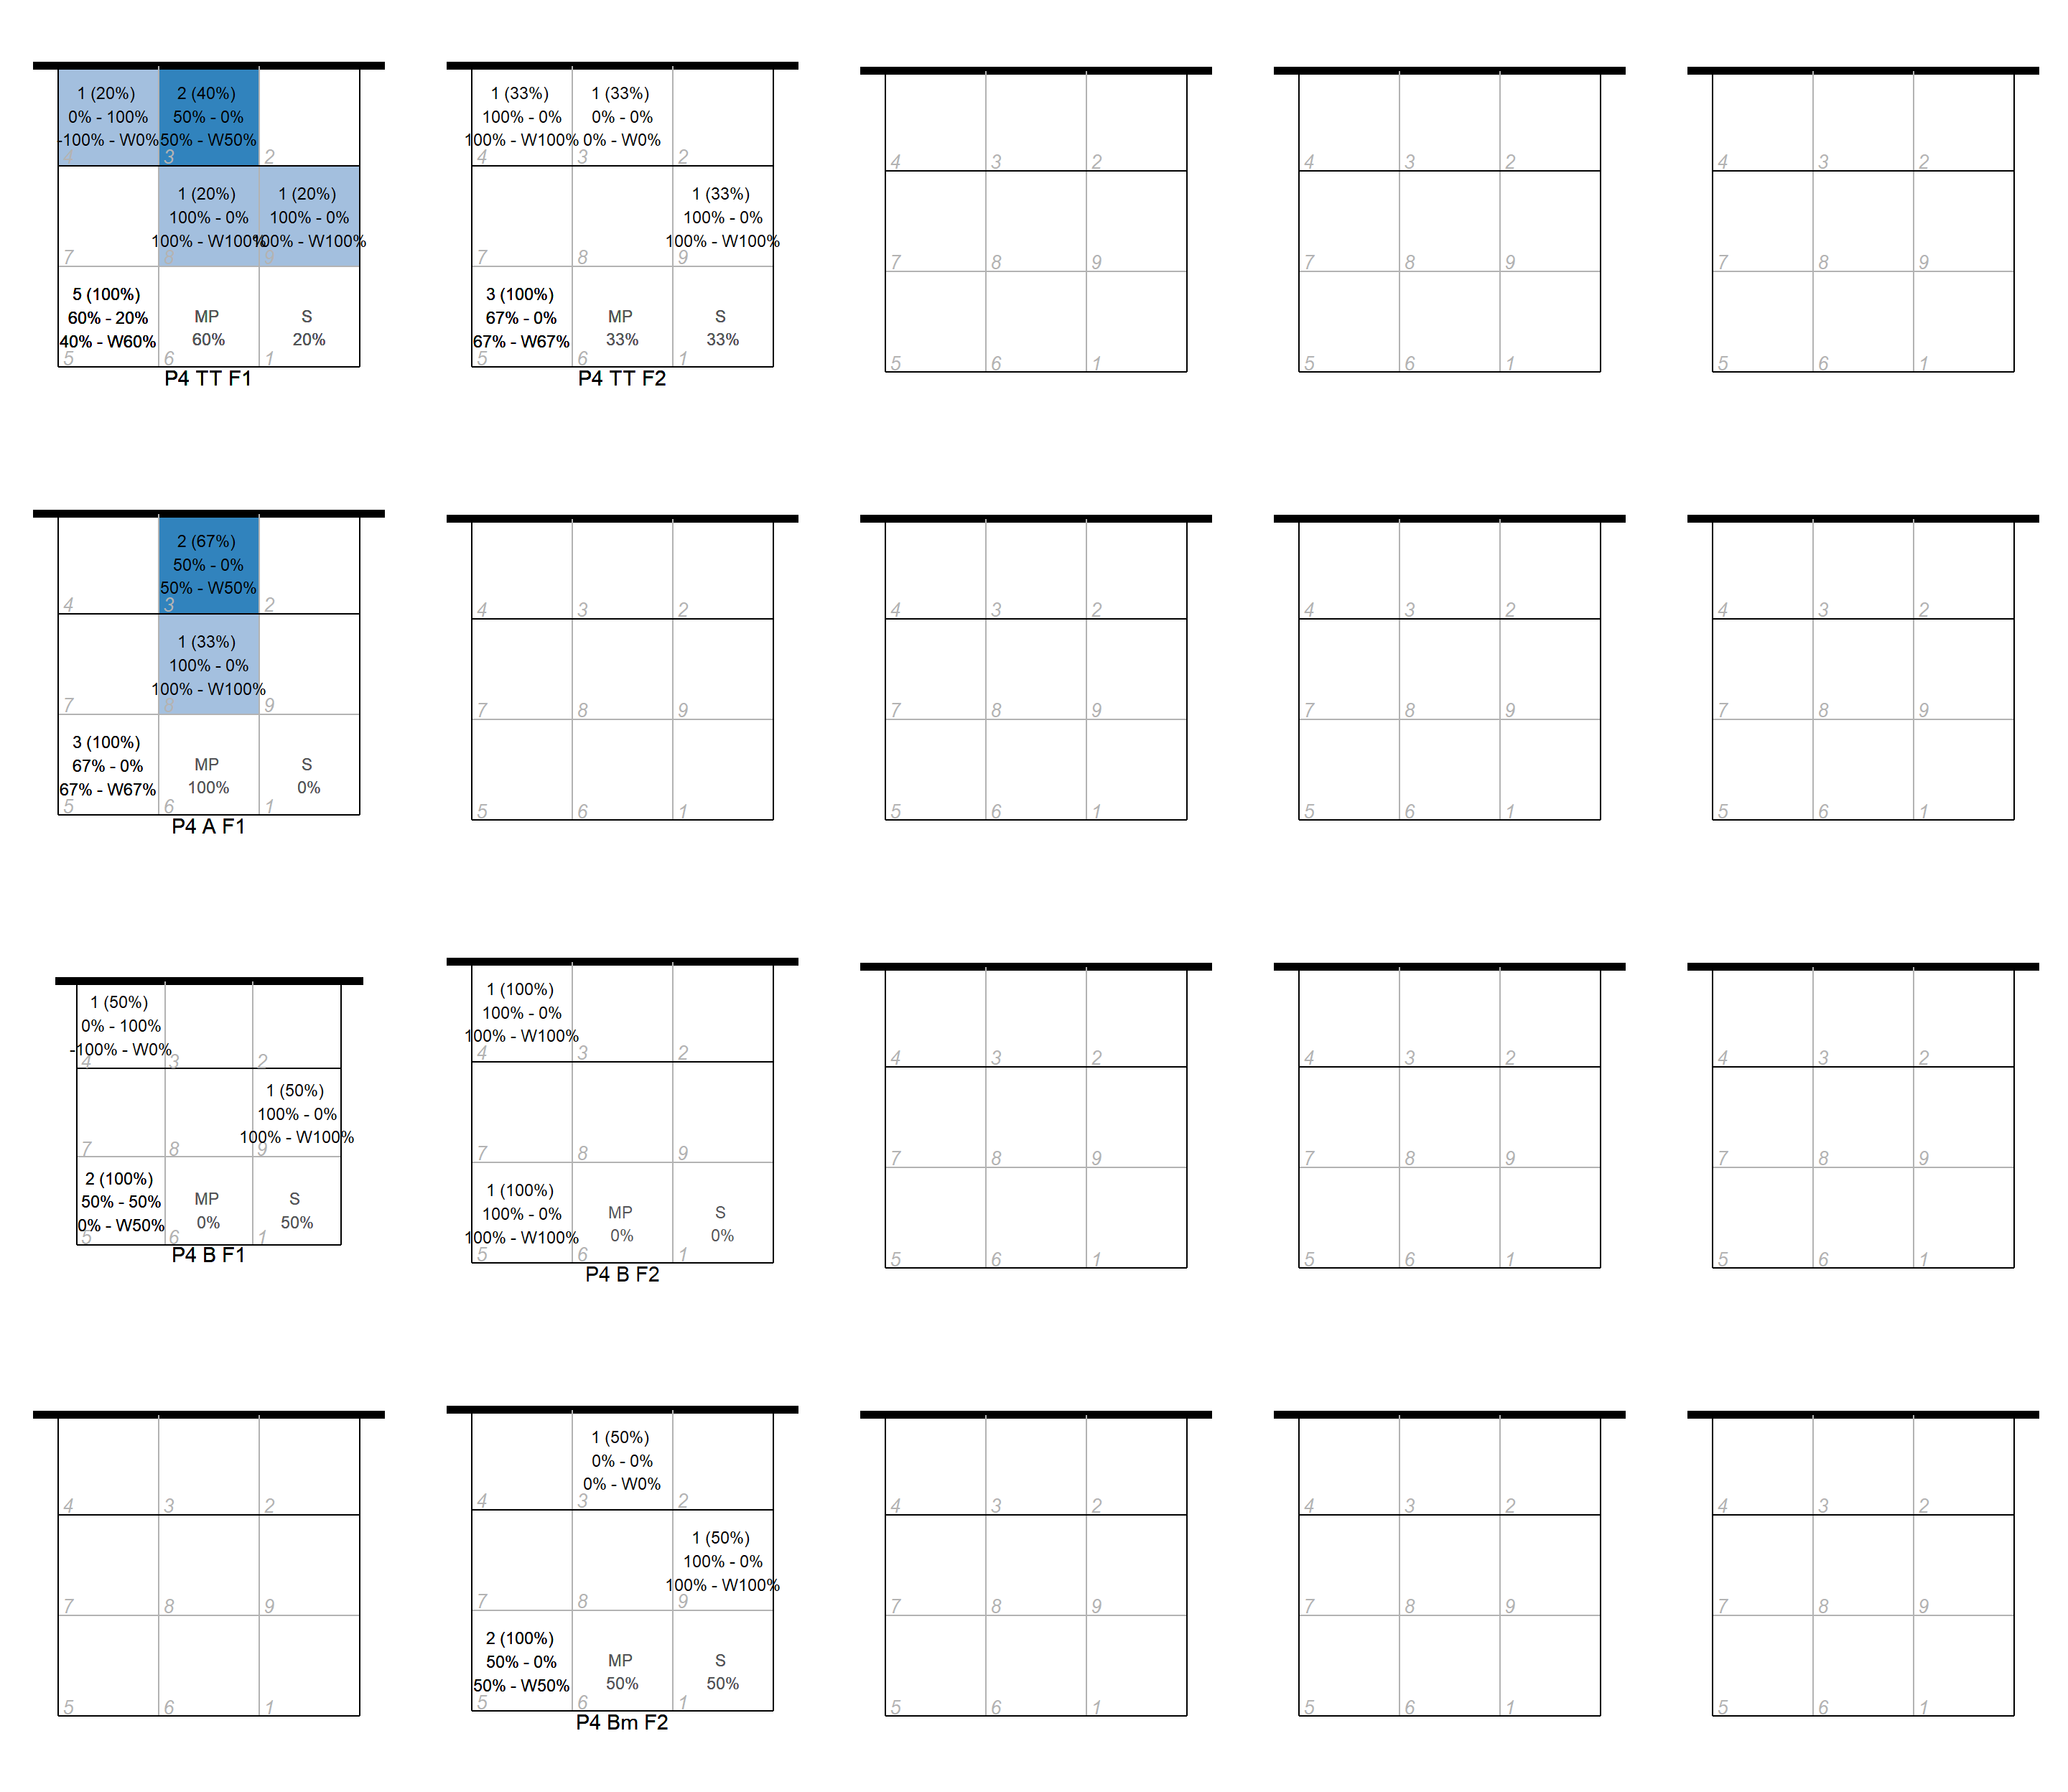 1 (20%) 2 (40%)
0% - 100% 50% - 0%
-100% - W0% 50% - W50%
4 3 2
1 (20%) 1 (20%)
100% - 0% 100% - 0%
100% - W100% 100% - W100%
7 8 9
5 (100%)
60% - 20% MP S
40% - W60% 60% 20%
5 6 1
P4 TT F1
1 (33%) 1 (33%)
100% - 0% 0% - 0%
100% - W100% 0% - W0%
4 3 2
1 (33%)
100% - 0%
100% - W100%
7 8 9
3 (100%)
67% - 0% MP S
67% - W67% 33% 33%
5 6 1
P4 TT F2
4 3 2
7 8 9
5 6 1
4 3 2
7 8 9
5 6 1
4 3 2
7 8 9
5 6 1
2 (67%)
50% - 0%
50% - W50%
4 3 2
1 (33%)
100% - 0%
100% - W100%
7 8 9
3 (100%)
67% - 0% MP S
67% - W67% 100% 0%
5 6 1
P4 A F1
4 3 2
7 8 9
5 6 1
4 3 2
7 8 9
5 6 1
4 3 2
7 8 9
5 6 1
4 3 2
7 8 9
5 6 1
1 (50%)
0% - 100%
-100% - W0%
4 3 2
1 (50%)
100% - 0%
100% - W100%
7 8 9
2 (100%)
50% - 50% MP S
0% - W50% 0% 50%
5 6 1
P4 B F1
1 (100%)
100% - 0%
100% - W100%
4 3 2
7 8 9
1 (100%)
100% - 0% MP S
100% - W100% 0% 0%
5 6 1
P4 B F2
4 3 2
7 8 9
5 6 1
4 3 2
7 8 9
5 6 1
4 3 2
7 8 9
5 6 1
4 3 2
7 8 9
5 6 1
1 (50%)
0% - 0%
0% - W0%
4 3 2
1 (50%)
100% - 0%
100% - W100%
7 8 9
2 (100%)
50% - 0% MP S
50% - W50% 50% 50%
5 6 1
P4 Bm F2
4 3 2
7 8 9
5 6 1
4 3 2
7 8 9
5 6 1
4 3 2
7 8 9
5 6 1